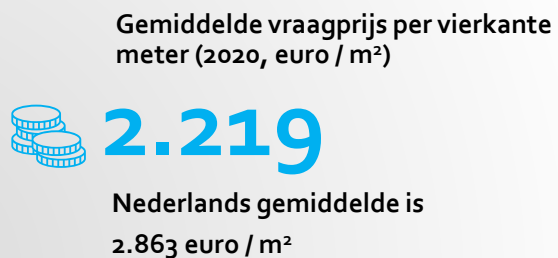 Gemiddelde vraagprijs per vierkante
meter (2020, euro / m²)
2.219
Nederlands gemiddelde is
2.863 euro / m²